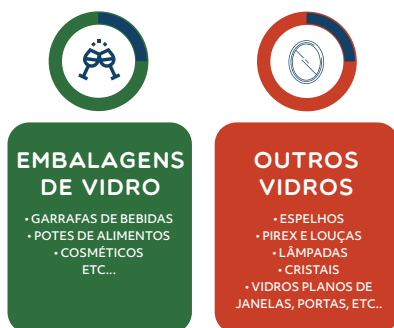 EMBALAGENS
DE VIDRO
• GARRAFAS DE BEBIDAS
• POTES DE ALIMENTOS
• COSMÉTICOS
ETC...
OUTROS
VIDROS
• ESPELHOS
• PIREX E LOUÇAS
• LÂMPADAS
• CRISTAIS
• VIDROS PLANOS DE
JANELAS, PORTAS, ETC..